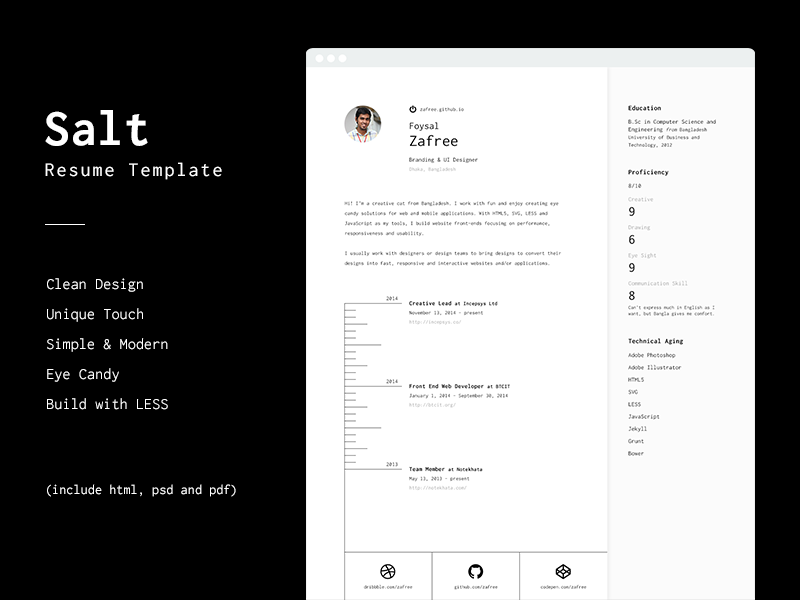 Salt
Resume Template
Clean Design
Unique Touch
Simple & Modern
Eye Candy
Build with LESS
(include html, psd and pdf)
zafree.github.io
Foysal
Zafree
Branding & UI Designer
Dhaka, Bangladesh
Hi! I'm a creative cat from Bangladesh. I work with fun and enjoy creating eye
candy solutions for web and mobile applications. With HTML5, SVG, LESS and
JavaScript as my tools, I build website front-ends focusing on performance,
responsiveness and usability.
I usually work with designers or design teams to bring designs to convert their
designs into fast, responsive and interactive websites and/or applications.
2014
Creative Lead at Incepsys Ltd
November 13, 2014 - present
http://incepsys.co/
2014
Front End Web Developer at BTCIT
January 1, 2014 - September 30, 2014
http://btcit.org/
2013
Team Member at Notekhata
May 13, 2013 - present
http://notekhata.com/
dribbble.com/zafree
github.com/zafree
codepen.com/zafree
Education
B.Sc in Computer Science and
Engineering from Bangladesh
University of Business and
Technology, 2012
Proficiency
8/10
Creative
9
Drawing
6
Eye Sight
9
Communication Skill
8
Can't express much in English as I
want, but Bangla gives me comfort.
Technical Aging
Adobe Photoshop
Adobe Illustrator
HTML5
SVG
LESS
JavaScript
Jekyll
Grunt
Bower